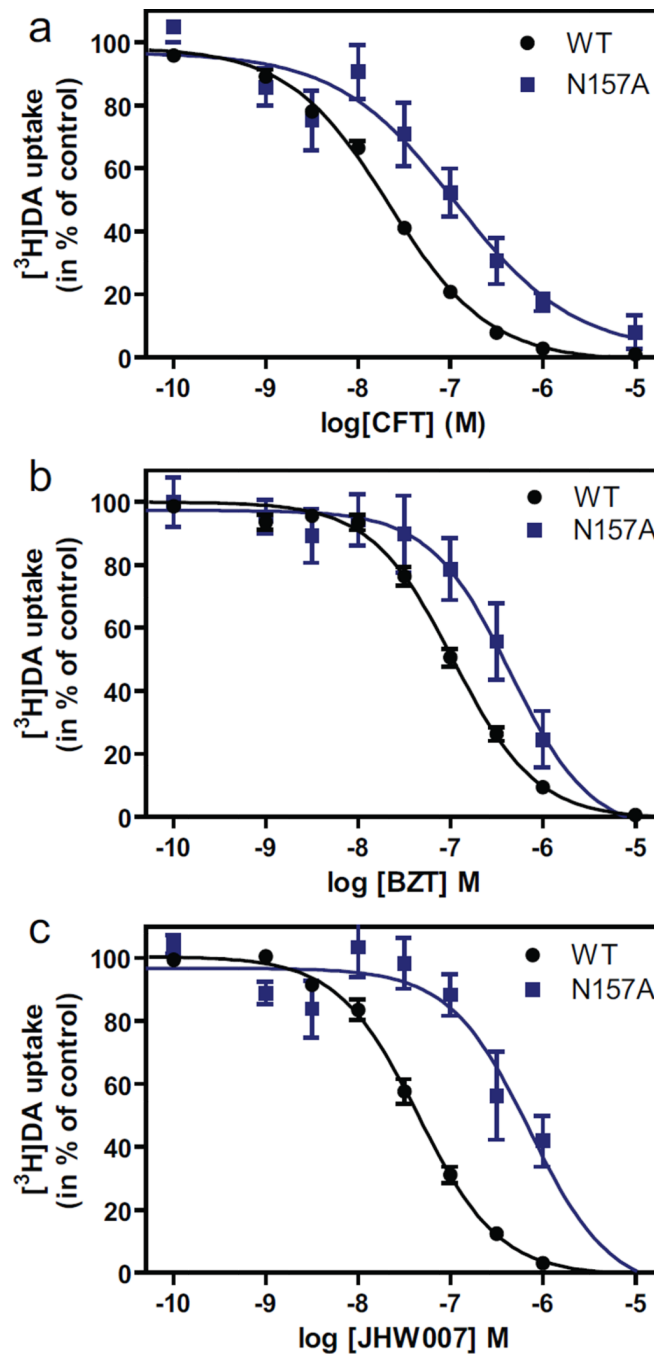 a
WT
N157A
[³H]DA uptake
(in % of control)
100
80
60
40
20
0
-10
-9
-8
-7
-6
-5
log[CFT] (M)
b
WT
N157A
[³H]DA uptake
(in % of control)
100
80
60
40
20
0
-10
-9
-8
-7
-6
-5
log [BZT] M
c
WT
N157A
[³H]DA uptake
(in % of control)
100
80
60
40
20
0
-10
-9
-8
-7
-6
-5
log [JHW007] M